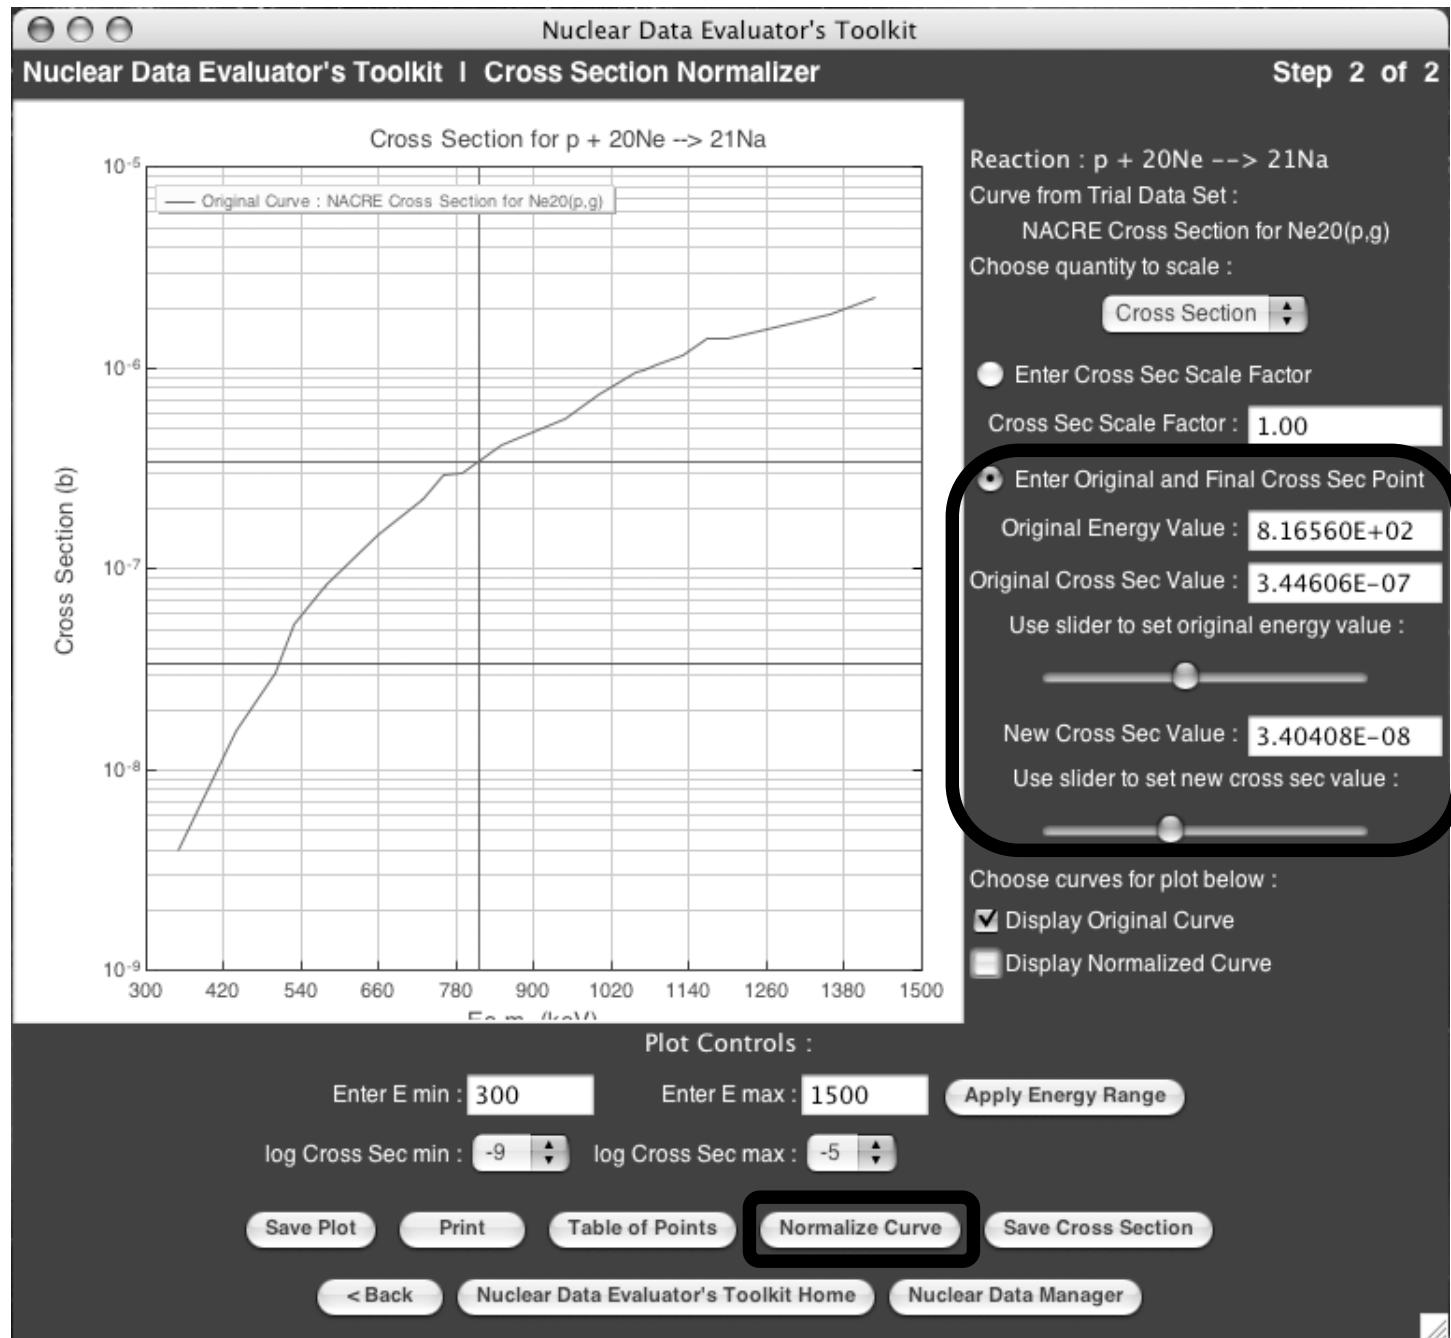 Nuclear Data Evaluator's Toolkit
Nuclear Data Evaluator's Toolkit | Cross Section Normalizer
Step 2 of 2
Cross Section for p + 20Ne --> 21Na
Original Curve : NACRE Cross Section for Ne20(p,g)
10-5
10-6
10-7
10-8
10-9
Cross Section (b)
300 420 540 660 780 900 1020 1140 1260 1380 1500
Ec.m. (keV)
Reaction : p + 20Ne --> 21Na
Curve from Trial Data Set :
NACRE Cross Section for Ne20(p,g)
Choose quantity to scale :
Cross Section
Enter Cross Sec Scale Factor
Cross Sec Scale Factor : 1.00
Enter Original and Final Cross Sec Point
Original Energy Value : 8.16560E+02
Original Cross Sec Value : 3.44606E-07
Use slider to set original energy value :
New Cross Sec Value : 3.40408E-08
Use slider to set new cross sec value :
Choose curves for plot below :
Display Original Curve
Display Normalized Curve
Plot Controls :
Enter E min : 300 Enter E max : 1500 Apply Energy Range
log Cross Sec min : -9 log Cross Sec max : -5
Save Plot Print Table of Points Normalize Curve Save Cross Section
< Back Nuclear Data Evaluator's Toolkit Home Nuclear Data Manager